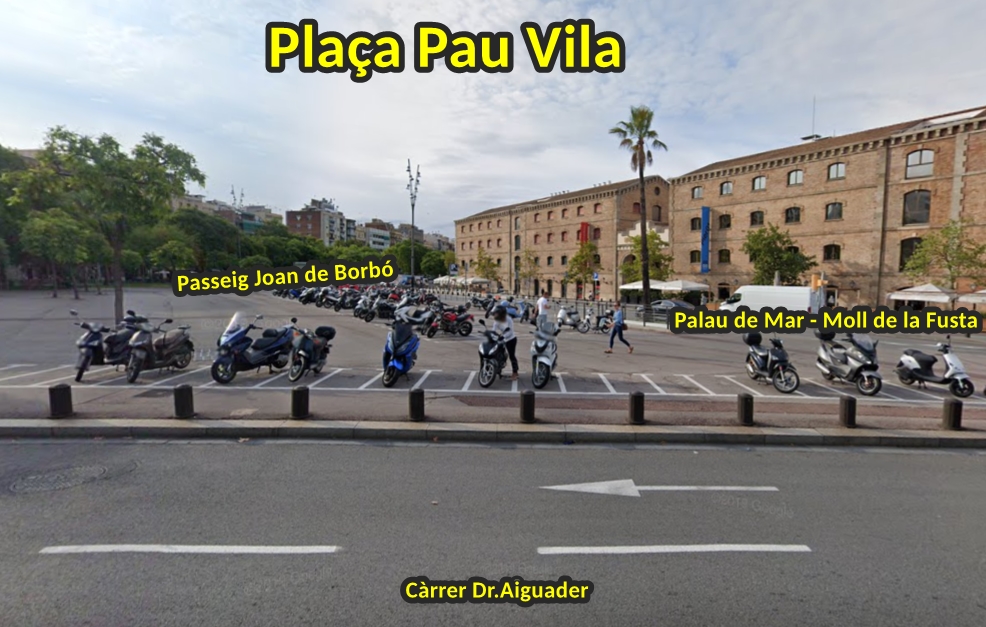 Plaça Pau Vila
Passeig Joan de Borbó
Palau de Mar - Moll de la Fusta
Càrrer Dr.Aiguader